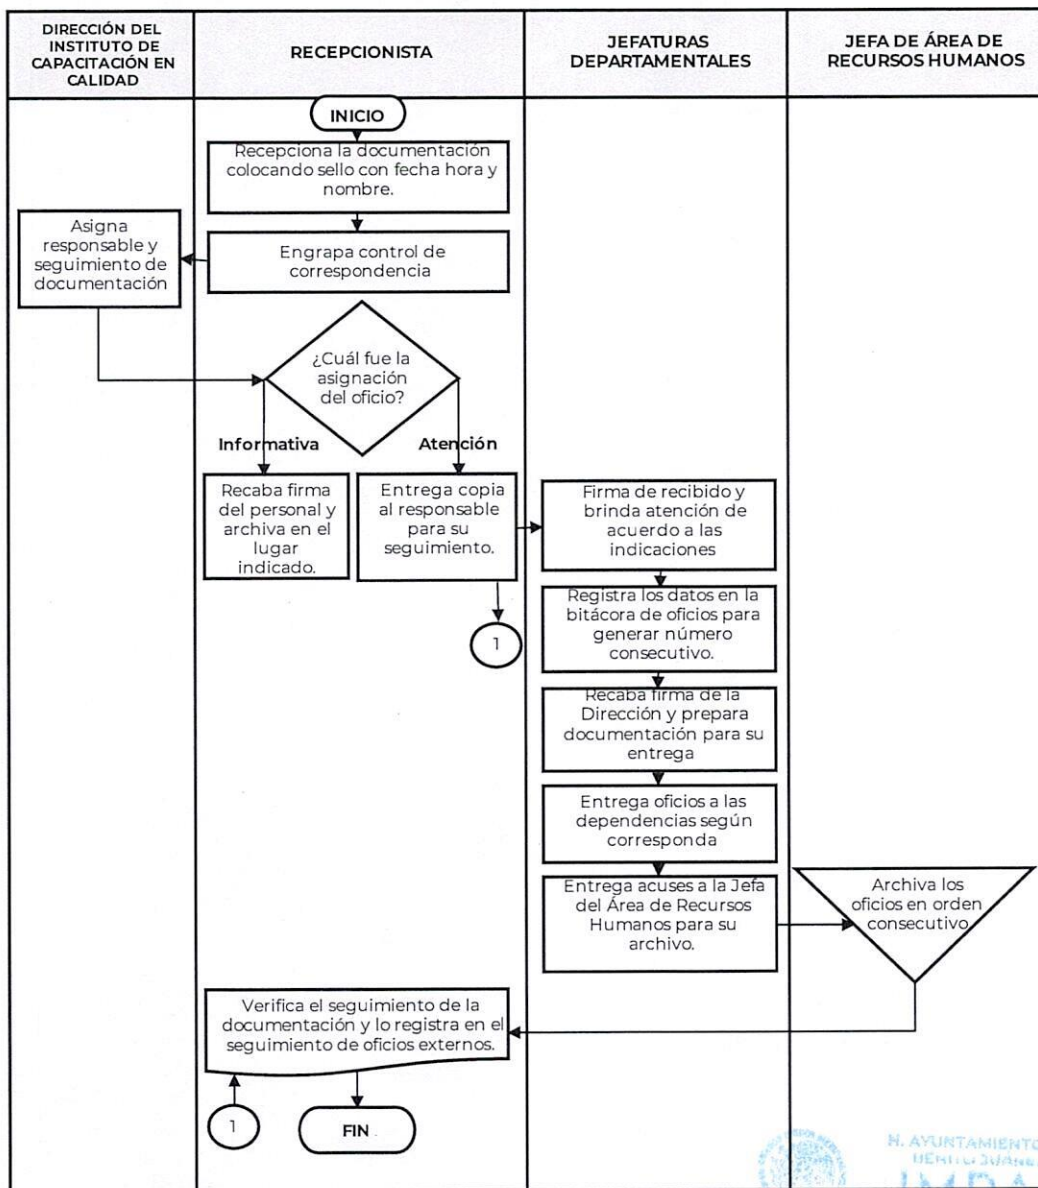 DIRECCIÓN DEL
INSTITUTO DE
CAPACITACIÓN EN
CALIDAD
RECEPCIONISTA
JEFATURAS
DEPARTAMENTALES
JEFA DE ÁREA DE
RECURSOS HUMANOS
INICIO
Recepciona la documentación
colocando sello con fecha hora y
nombre.
Asigna
responsable y
seguimiento de
documentación
Engrapa control de
correspondencia
¿Cuál fue la
asignación
del oficio?
Informativa
Atención
Recaba firma
del personal y
archiva en el
lugar
indicado.
Entrega copia
al responsable
para su
seguimiento.
Firma de recibido y
brinda atención de
acuerdo a las
indicaciones
1
Registra los datos en la
bitácora de oficios para
generar número
consecutivo.
Recaba firma de la
Dirección y prepara
documentación para su
entrega
Entrega oficios a las
dependencias según
corresponda
Entrega acuses a la Jefa
del Área de Recursos
Humanos para su
archivo.
Archiva los
oficios en orden
consecutivo
Verifica el seguimiento de la
documentación y lo registra en el
seguimiento de oficios externos.
1
FIN
H. AYUNTAMIENTO